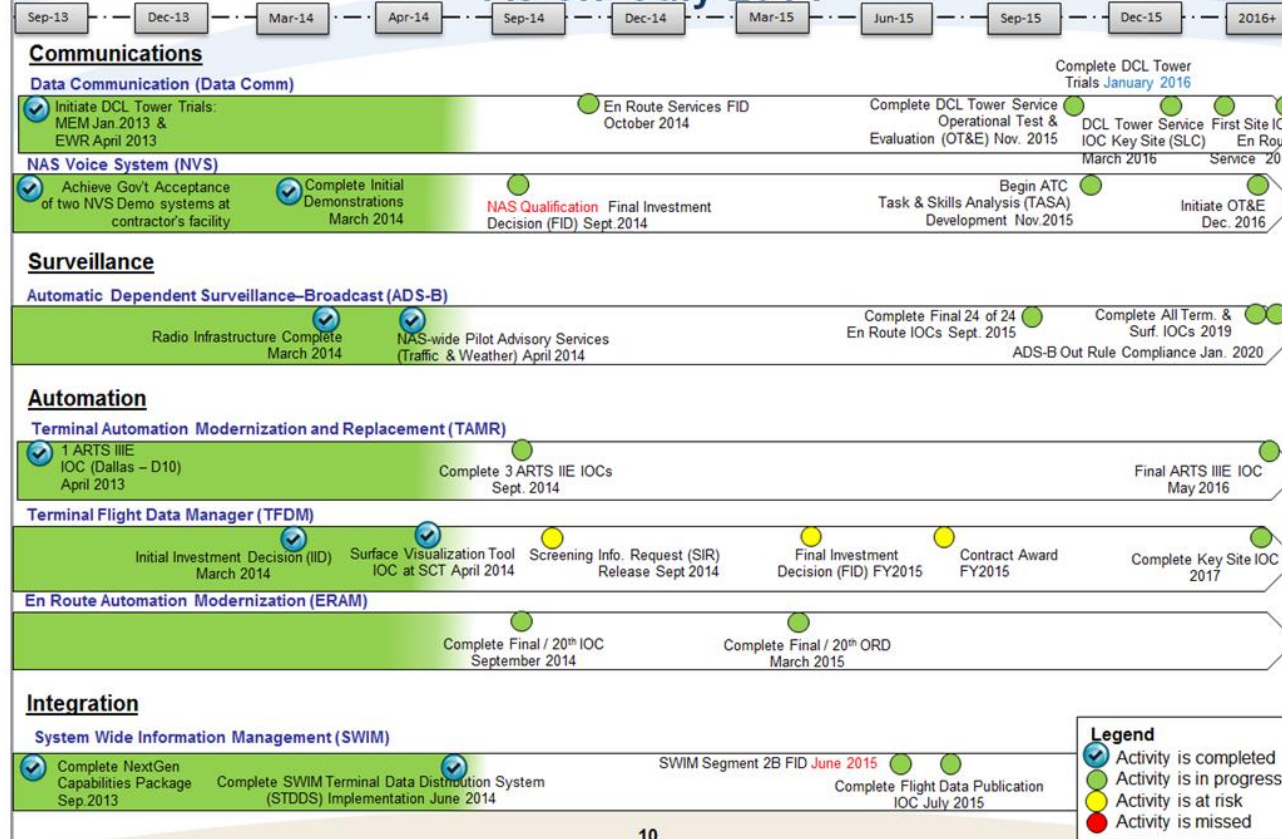 Sep-13 Dec-13 Mar-14 Apr-14 Sep-14 Dec-14 Mar-15 Jun-15 Sep-15 Dec-15 2016+
Communications
Data Communication (Data Comm)
Initiate DCL Tower Trials:
MEM Jan.2013 &
EWR April 2013
En Route Services FID
October 2014
Complete DCL Tower Service
Operational Test &
Evaluation (OT&E) Nov. 2015
Complete DCL Tower
Trials January 2016
DCL Tower Service
IOC Key Site (SLC)
March 2016
First Site
En
Service
NAS Voice System (NVS)
Achieve Gov't Acceptance
of two NVS Demo systems at
contractor's facility
Complete Initial
Demonstrations
March 2014
NAS Qualification Final Investment
Decision (FID) Sept.2014
Begin ATC
Task & Skills Analysis (TASA)
Development Nov.2015
Initiate OT&E
Dec. 2016
Surveillance
Automatic Dependent Surveillance–Broadcast (ADS-B)
Radio Infrastructure Complete
March 2014
NAS-wide Pilot Advisory Services
(Traffic & Weather) April 2014
Complete Final 24 of 24
En Route IOCs Sept. 2015
Complete All Term. &
Surf. IOCs 2019
ADS-B Out Rule Compliance Jan. 2020
Automation
Terminal Automation Modernization and Replacement (TAMR)
1 ARTS IIIE
IOC (Dallas – D10)
April 2013
Complete 3 ARTS IIE IOCs
Sept. 2014
Final ARTS IIIE IOC
May 2016
Terminal Flight Data Manager (TFDM)
Initial Investment Decision (IID)
March 2014
Surface Visualization Tool
IOC at SCT April 2014
Screening Info. Request (SIR)
Release Sept 2014
Final Investment
Decision (FID) FY2015
Contract Award
FY2015
Complete Key Site IOC
2017
En Route Automation Modernization (ERAM)
Complete Final / 20th IOC
September 2014
Complete Final / 20th ORD
March 2015
Integration
System Wide Information Management (SWIM)
Complete NextGen
Capabilities Package
Sep.2013
Complete SWIM Terminal Data Distribution System
(STDDS) Implementation June 2014
SWIM Segment 2B FID June 2015
Complete Flight Data Publication
IOC July 2015
Legend
Activity is completed
Activity is in progress
Activity is at risk
Activity is missed
10